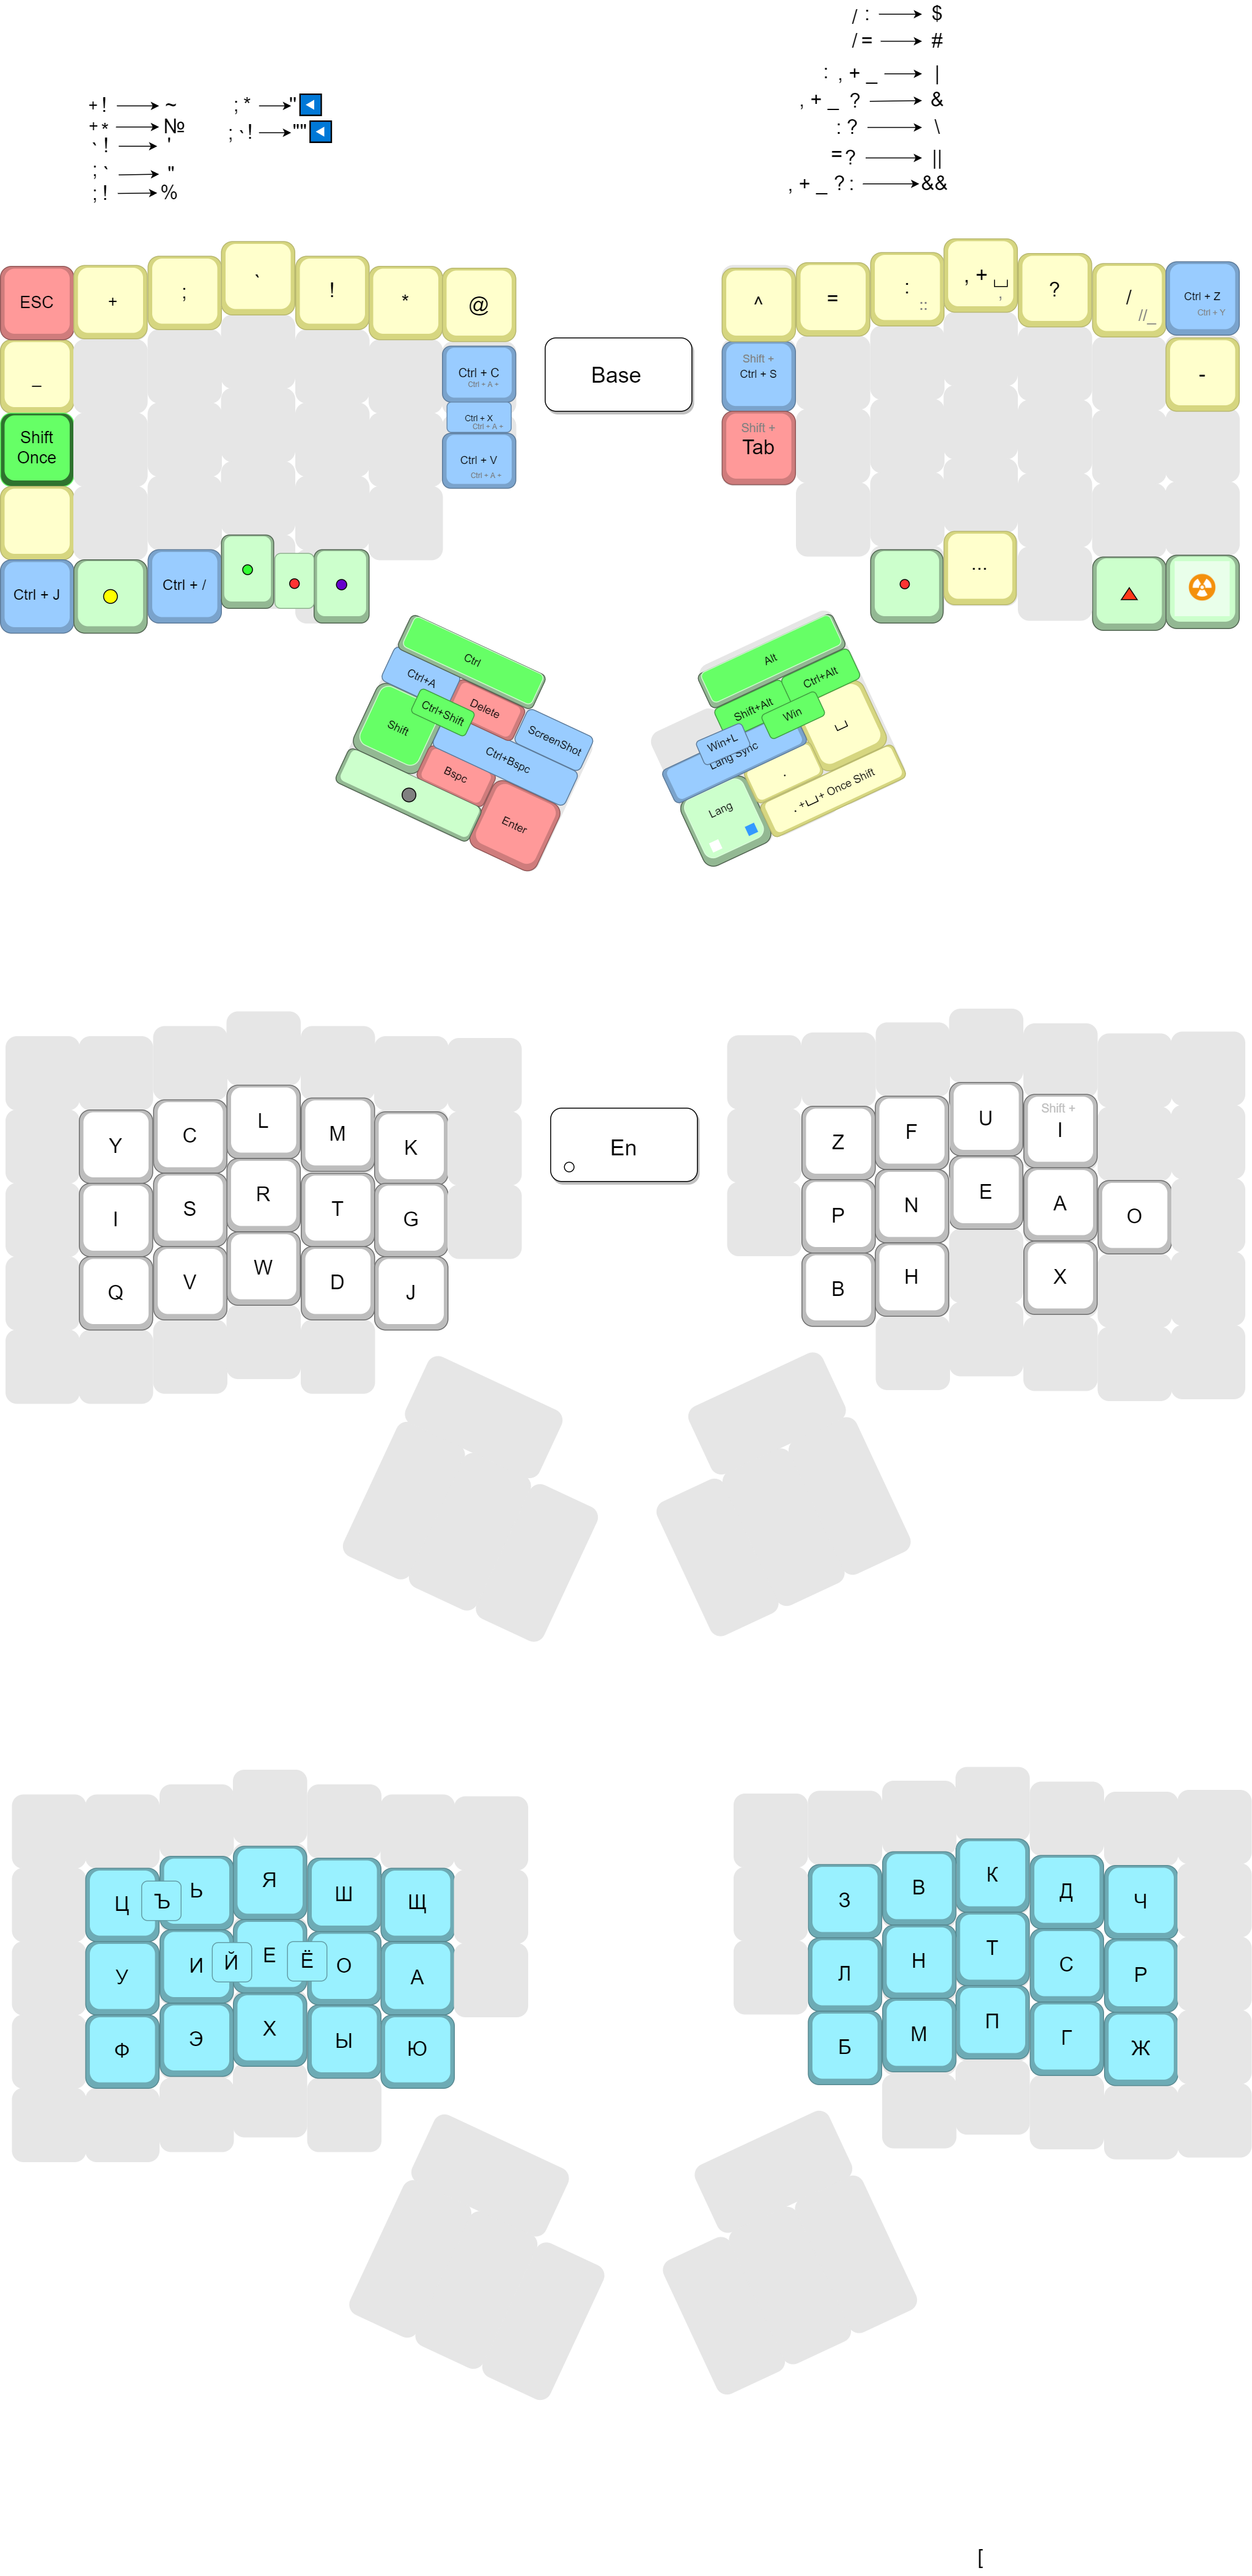 / : $
/ = #
: , + _ |
, + _ ? &
: ? \
= ? ||
, + _ ? : &&
+ ! ~
+ * №
` ! '
; ` "
; ! %
; * "
; ` ! ""
ESC
+
;
`
!
*
@
^
=
:
::
, + ␣
,
?
/
//_
Ctrl + Z
Ctrl + Y
_
Ctrl + C
Ctrl + A +
Base
Shift +
Ctrl + S
-
Shift
Once
Ctrl + X
Ctrl + A +
Ctrl + V
Ctrl + A +
Shift +
Tab
Ctrl + J
Ctrl + /
...
Ctrl
Ctrl+A
Delete
Ctrl+Shift
Shift
ScreenShot
Ctrl+Bspc
Bspc
Enter
Alt
Ctrl+Alt
Shift+Alt
Win
Win+L
Lang Sync
␣
.
. +␣+ Once Shift
Lang
Y C L M K
En
Z F U
Shift +
I
I S R T G
P N E A O
Q V W D J
B H X
Ц Ъ Ь Я Ш Щ
З В К Д Ч
У И Й Е Ё О А
Л Н Т С Р
Ф Э Х Ы Ю
Б М П Г Ж
[